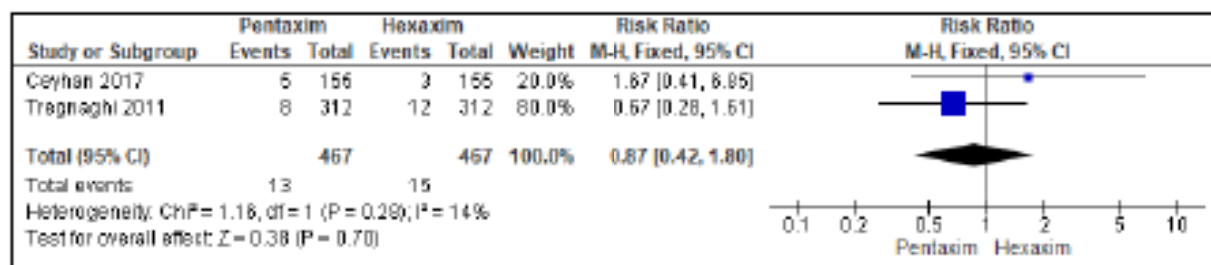 Pentaxim Hexaxim Risk Ratio Risk Ratio
Study or Subgroup Events Total Events Total Weight M-H, Fixed, 95% CI M-H, Fixed, 95% CI
Ceyhan 2017 5 155 3 155 20.0% 1.67 [0.41, 6.85]
Tregnaghi 2011 8 312 12 312 80.0% 0.67 [0.28, 1.61]
Total (95% CI) 467 467 100.0% 0.87 [0.42, 1.80]
Total events 13 15
Heterogeneity: Chi² = 1.16, df = 1 (P = 0.28); I² = 14%
Test for overall effect: Z = 0.38 (P = 0.70)
0.1 0.2 0.5 1 2 5 10
Pentaxim Hexaxim